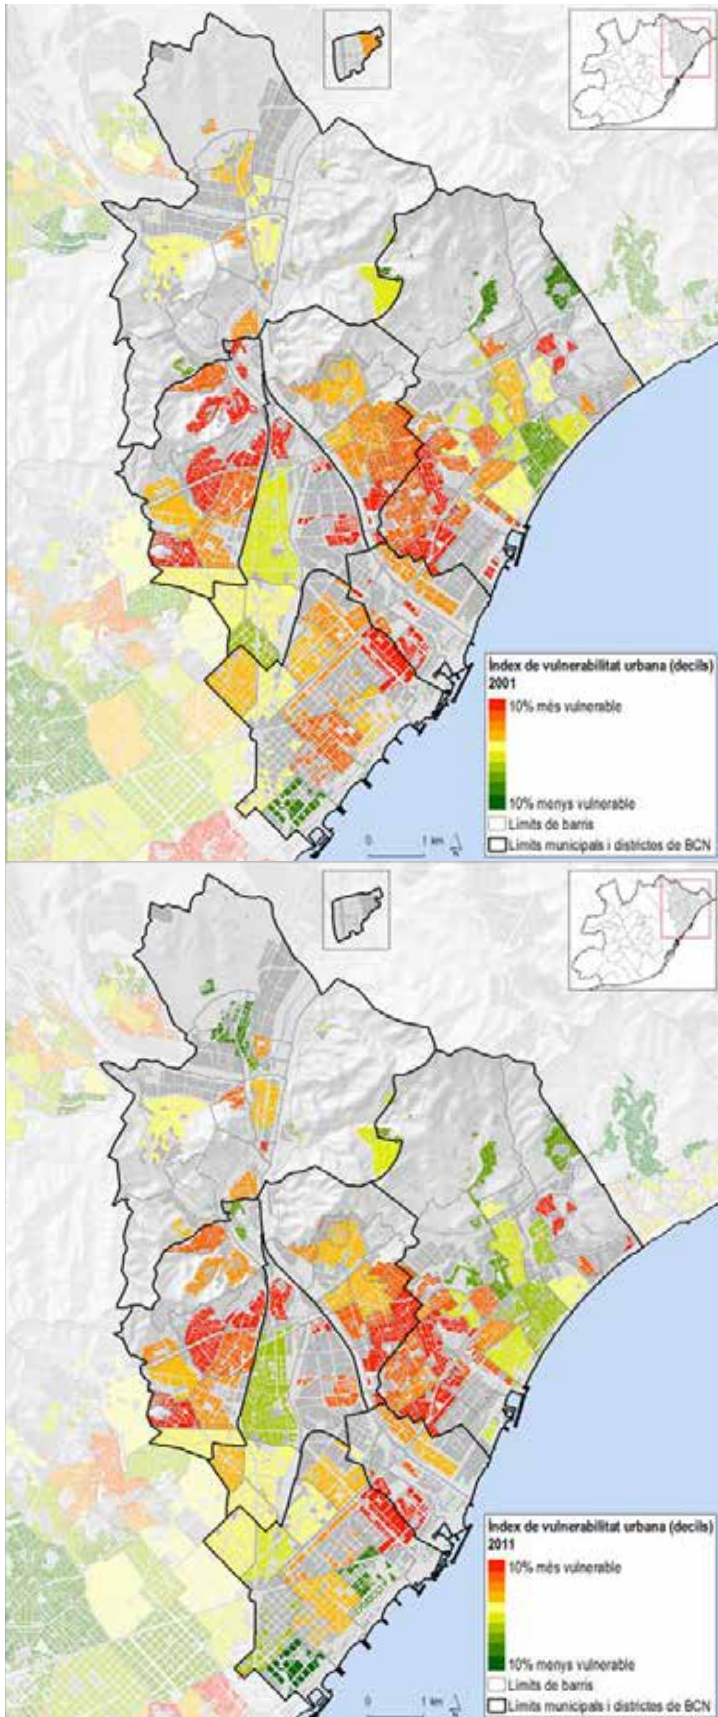 Índex de vulnerabilitat urbana (decils)
2001
10% més vulnerable
10% menys vulnerable
Límits de barris
Límits municipals i districtes de BCN
0 1 km
Índex de vulnerabilitat urbana (decils)
2011
10% més vulnerable
10% menys vulnerable
Límits de barris
Límits municipals i districtes de BCN
0 1 km